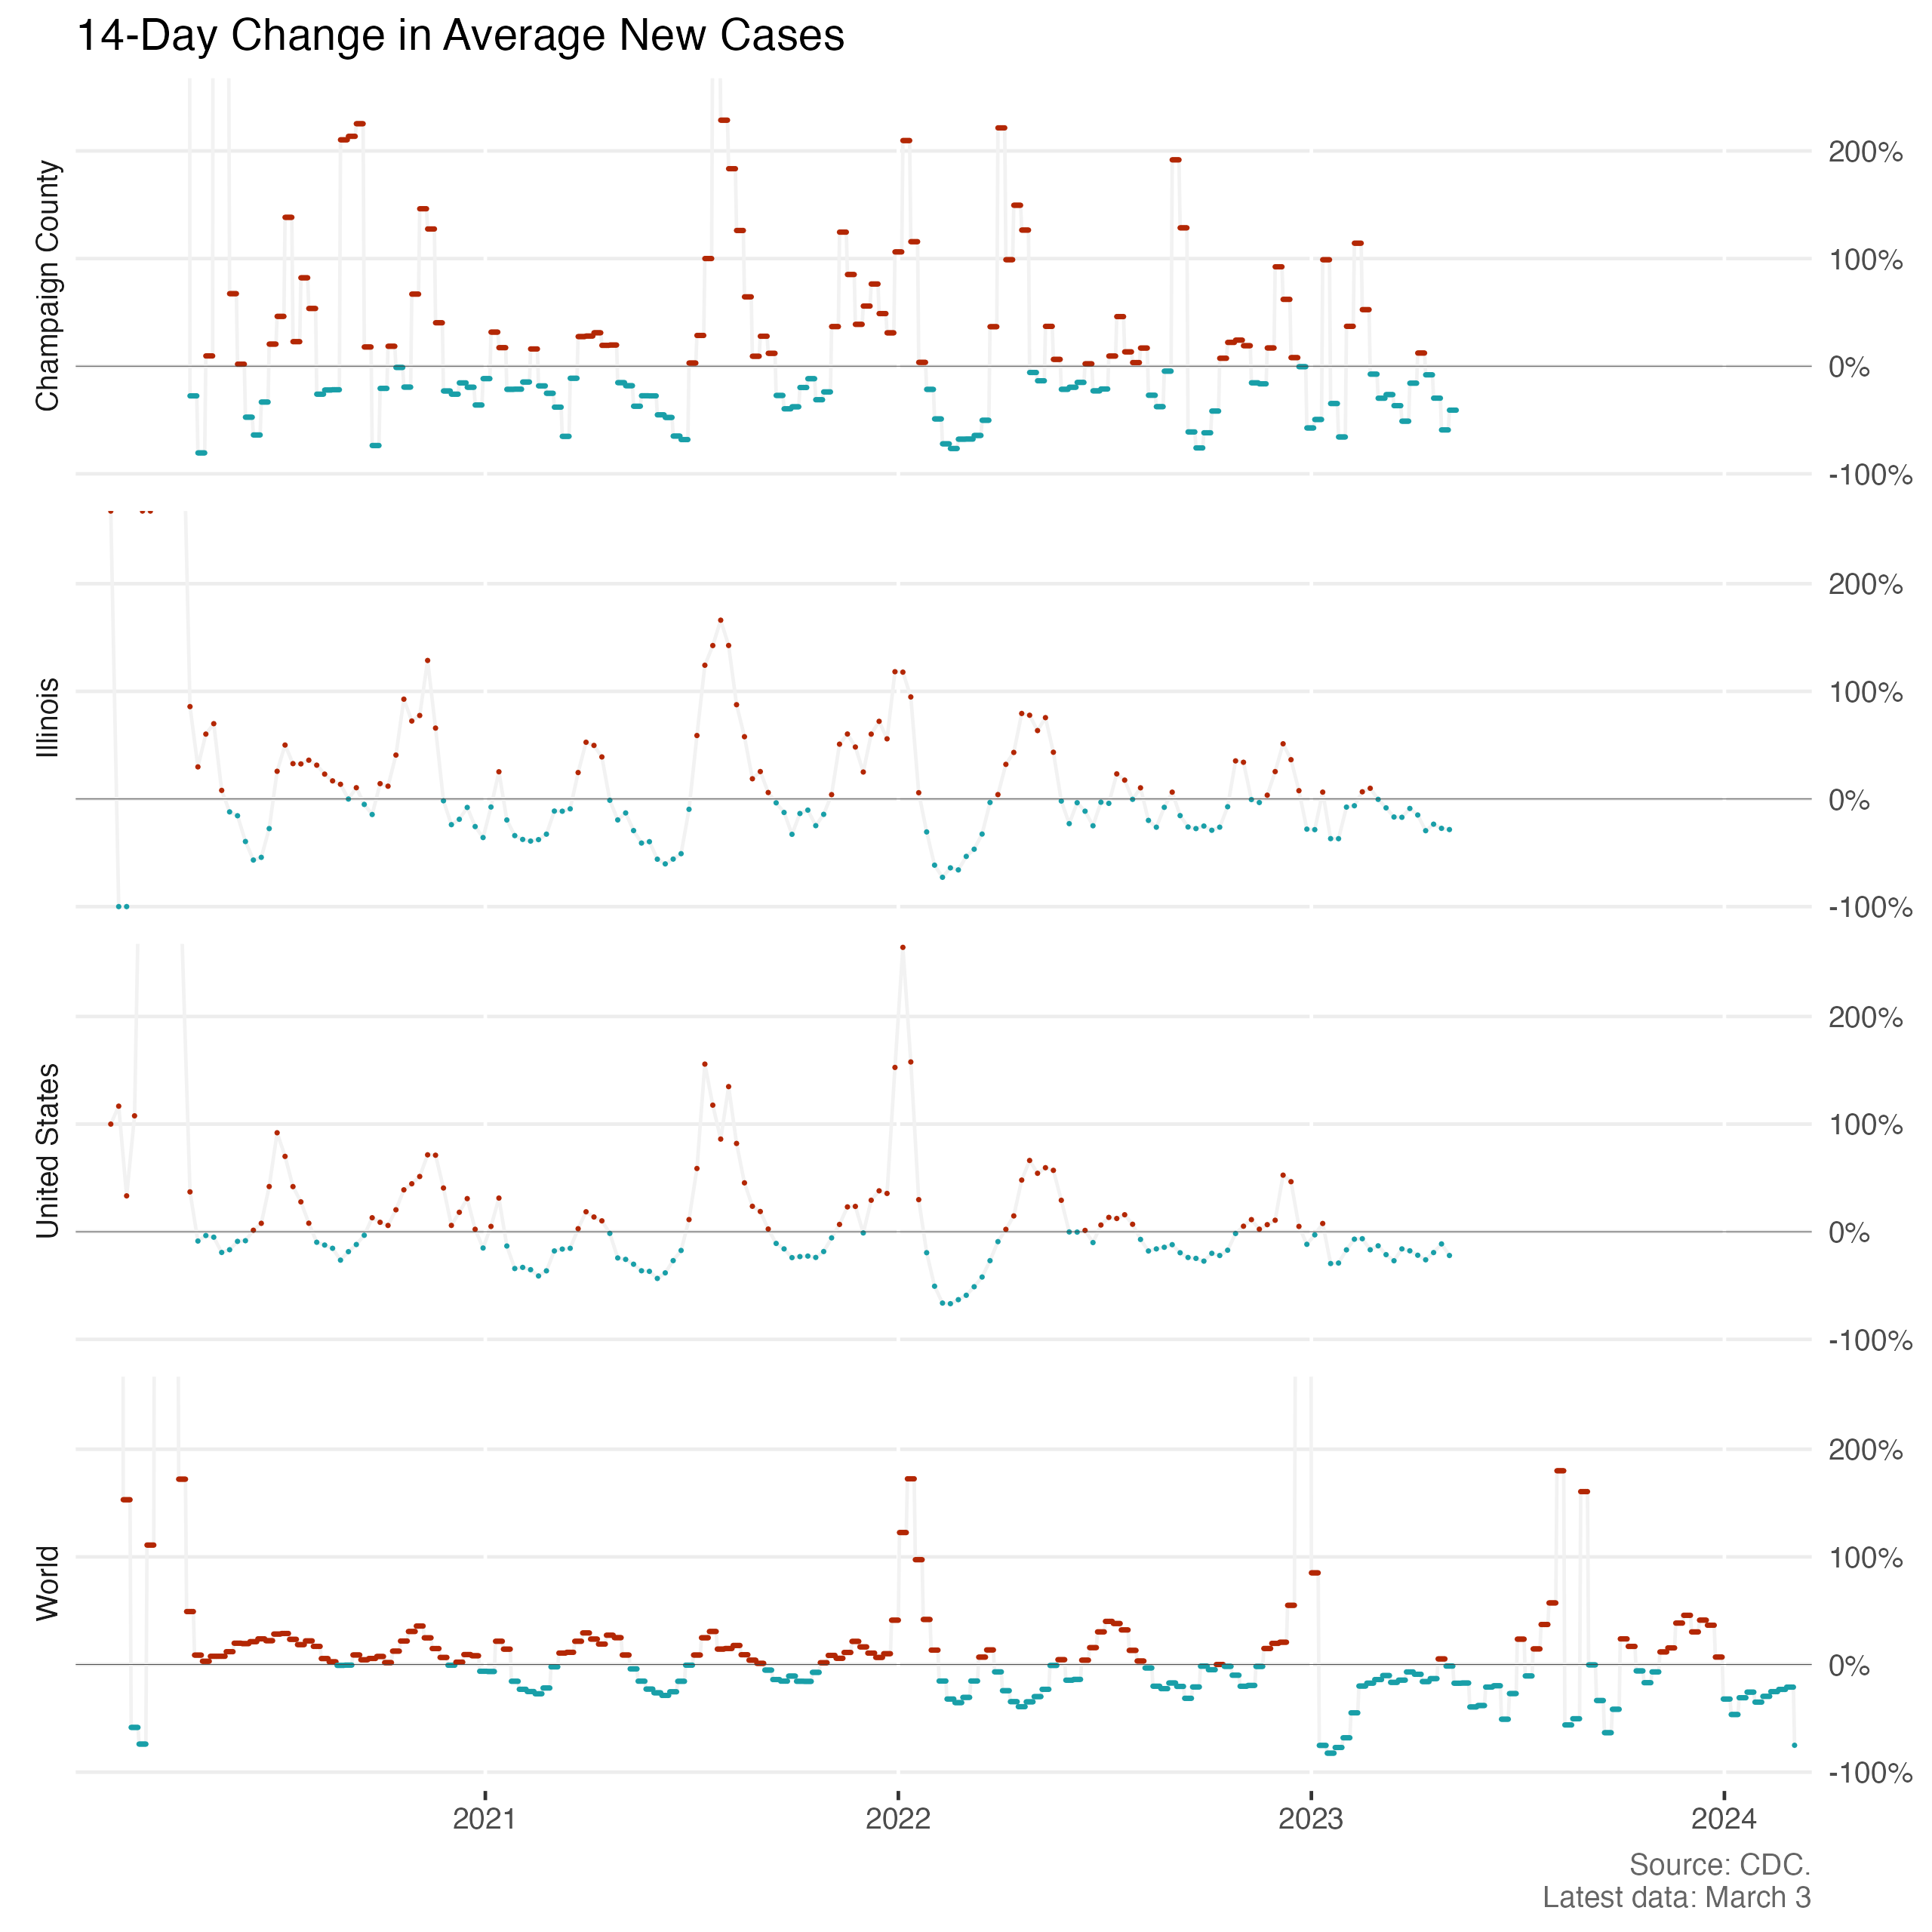 14-Day Change in Average New Cases
Champaign County
200%
100%
0%
-100%
Illinois
200%
100%
0%
-100%
United States
200%
100%
0%
-100%
World
200%
100%
0%
-100%
2021 2022 2023 2024
Source: CDC.
Latest data: March 3